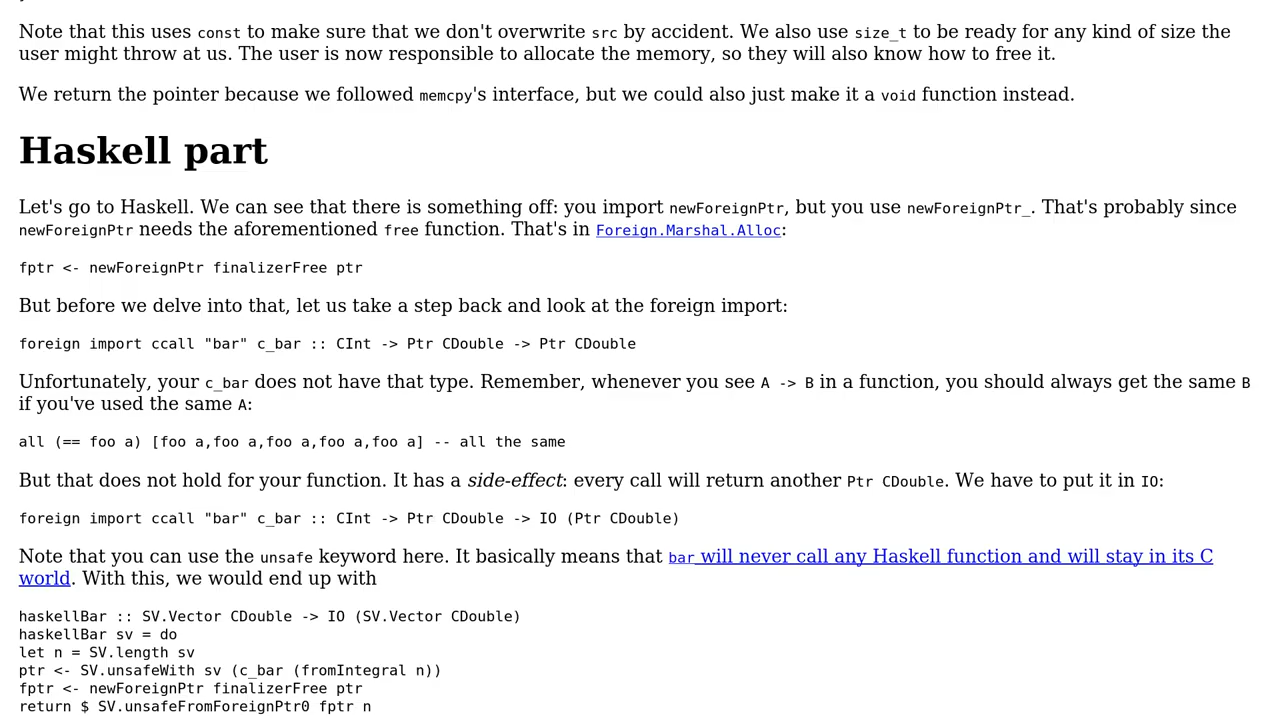 Note that this uses const to make sure that we don't overwrite src by accident. We also use size_t to be ready for any kind of size the
user might throw at us. The user is now responsible to allocate the memory, so they will also know how to free it.
We return the pointer because we followed memcpy's interface, but we could also just make it a void function instead.
Haskell part
Let's go to Haskell. We can see that there is something off: you import newForeignPtr, but you use newForeignPtr_. That's probably since
newForeignPtr needs the aforementioned free function. That's in Foreign.Marshal.Alloc:
fptr <- newForeignPtr finalizerFree ptr
But before we delve into that, let us take a step back and look at the foreign import:
foreign import ccall "bar" c_bar :: CInt -> Ptr CDouble -> Ptr CDouble
Unfortunately, your c_bar does not have that type. Remember, whenever you see A -> B in a function, you should always get the same B
if you've used the same A:
all (== foo a) [foo a,foo a,foo a,foo a,foo a] -- all the same
But that does not hold for your function. It has a side-effect: every call will return another Ptr CDouble. We have to put it in IO:
foreign import ccall "bar" c_bar :: CInt -> Ptr CDouble -> IO (Ptr CDouble)
Note that you can use the unsafe keyword here. It basically means that bar will never call any Haskell function and will stay in its C
world. With this, we would end up with
haskellBar :: SV.Vector CDouble -> IO (SV.Vector CDouble)
haskellBar sv = do
let n = SV.length sv
ptr <- SV.unsafeWith sv (c_bar (fromIntegral n))
fptr <- newForeignPtr finalizerFree ptr
return $ SV.unsafeFromForeignPtr0 fptr n